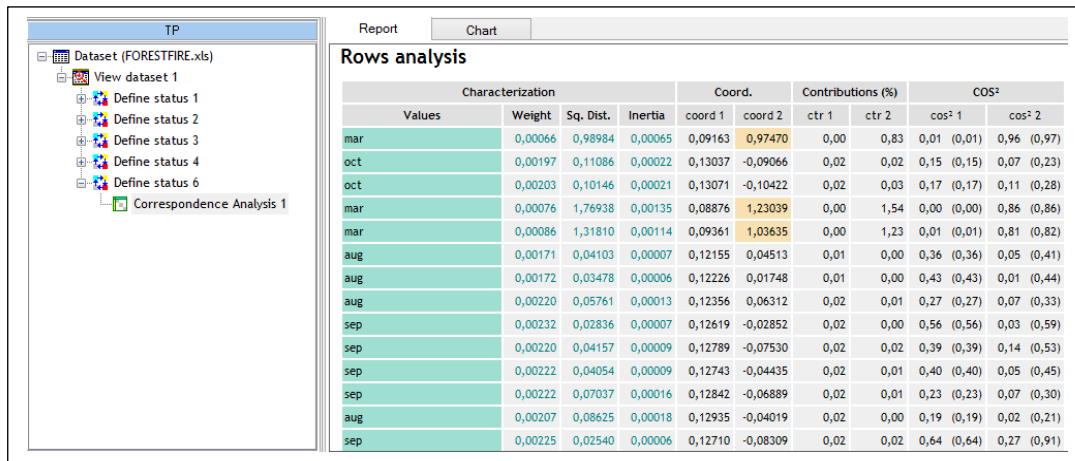 TP
Report Chart
Dataset (FORESTFIRE.xls)
View dataset 1
Define status 1
Define status 2
Define status 3
Define status 4
Define status 6
Correspondence Analysis 1
Rows analysis
Characterization Coord. Contributions (%) COS²
Values Weight Sq. Dist. Inertia coord 1 coord 2 ctr 1 ctr 2 cos² 1 cos² 2
mar 0,00066 0,98984 0,00065 0,09163 0,97470 0,00 0,83 0,01 (0,01) 0,96 (0,97)
oct 0,00197 0,11086 0,00022 0,13037 -0,09066 0,02 0,02 0,15 (0,15) 0,07 (0,23)
oct 0,00203 0,10146 0,00021 0,13071 -0,10422 0,02 0,03 0,17 (0,17) 0,11 (0,28)
mar 0,00076 1,76938 0,00135 0,08876 1,23039 0,00 1,54 0,00 (0,00) 0,86 (0,86)
mar 0,00086 1,31810 0,00114 0,09361 1,03635 0,00 1,23 0,01 (0,01) 0,81 (0,82)
aug 0,00171 0,04103 0,00007 0,12155 0,04513 0,01 0,00 0,36 (0,36) 0,05 (0,41)
aug 0,00172 0,03478 0,00006 0,12226 0,01748 0,01 0,00 0,43 (0,43) 0,01 (0,44)
aug 0,00220 0,05761 0,00013 0,12356 0,06312 0,02 0,01 0,27 (0,27) 0,07 (0,33)
sep 0,00232 0,02836 0,00007 0,12619 -0,02852 0,02 0,00 0,56 (0,56) 0,03 (0,59)
sep 0,00220 0,04157 0,00009 0,12789 -0,07530 0,02 0,02 0,39 (0,39) 0,14 (0,53)
sep 0,00222 0,04054 0,00009 0,12743 -0,04435 0,02 0,01 0,40 (0,40) 0,05 (0,45)
sep 0,00222 0,07037 0,00016 0,12842 -0,06889 0,02 0,01 0,23 (0,23) 0,07 (0,30)
aug 0,00207 0,08625 0,00018 0,12935 -0,04019 0,02 0,00 0,19 (0,19) 0,02 (0,21)
sep 0,00225 0,02540 0,00006 0,12710 -0,08309 0,02 0,02 0,64 (0,64) 0,27 (0,91)